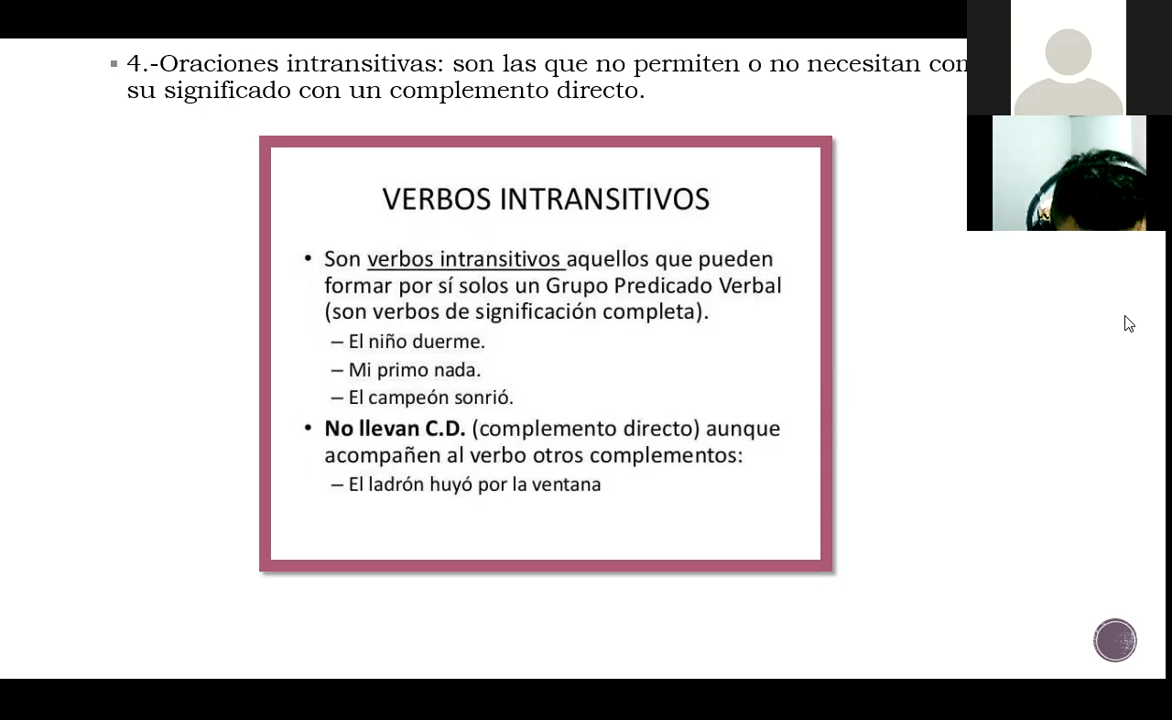 4.-Oraciones intransitivas: son las que no permiten o no necesitan
su significado con un complemento directo.
VERBOS INTRANSITIVOS
• Son verbos intransitivos aquellos que pueden
formar por sí solos un Grupo Predicado Verbal
(son verbos de significación completa).
– El niño duerme.
– Mi primo nada.
– El campeón sonrió.
• No llevan C.D. (complemento directo) aunque
acompañen al verbo otros complementos:
– El ladrón huyó por la ventana